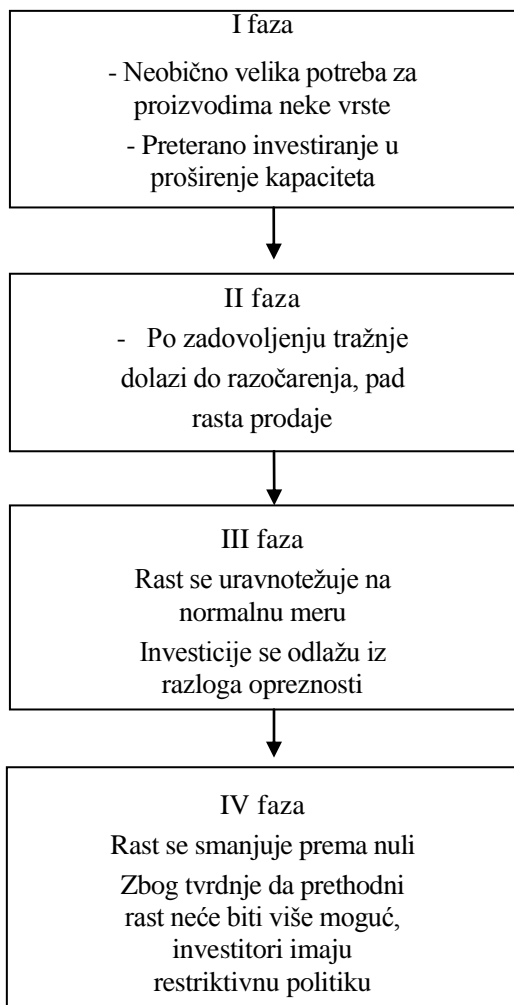 I faza
- Neobično velika potreba za
proizvodima neke vrste
- Preterano investiranje u
proširenje kapaciteta
II faza
- Po zadovoljenju tražnje
dolazi do razočarenja, pad
rasta prodaje
III faza
Rast se uravnotežuje na
normalnu meru
Investicije se odlažu iz
razloga opreznosti
IV faza
Rast se smanjuje prema nuli
Zbog tvrdnje da prethodni
rast neće biti više moguć,
investitori imaju
restriktivnu politiku